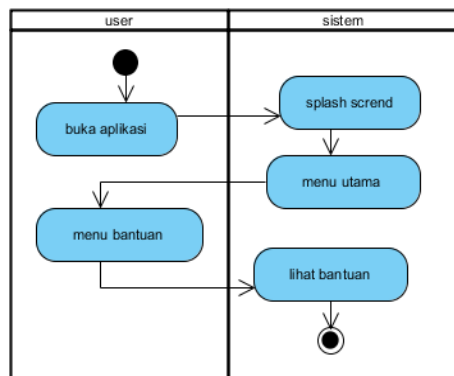 user
sistem
buka aplikasi
splash scrend
menu utama
menu bantuan
lihat bantuan